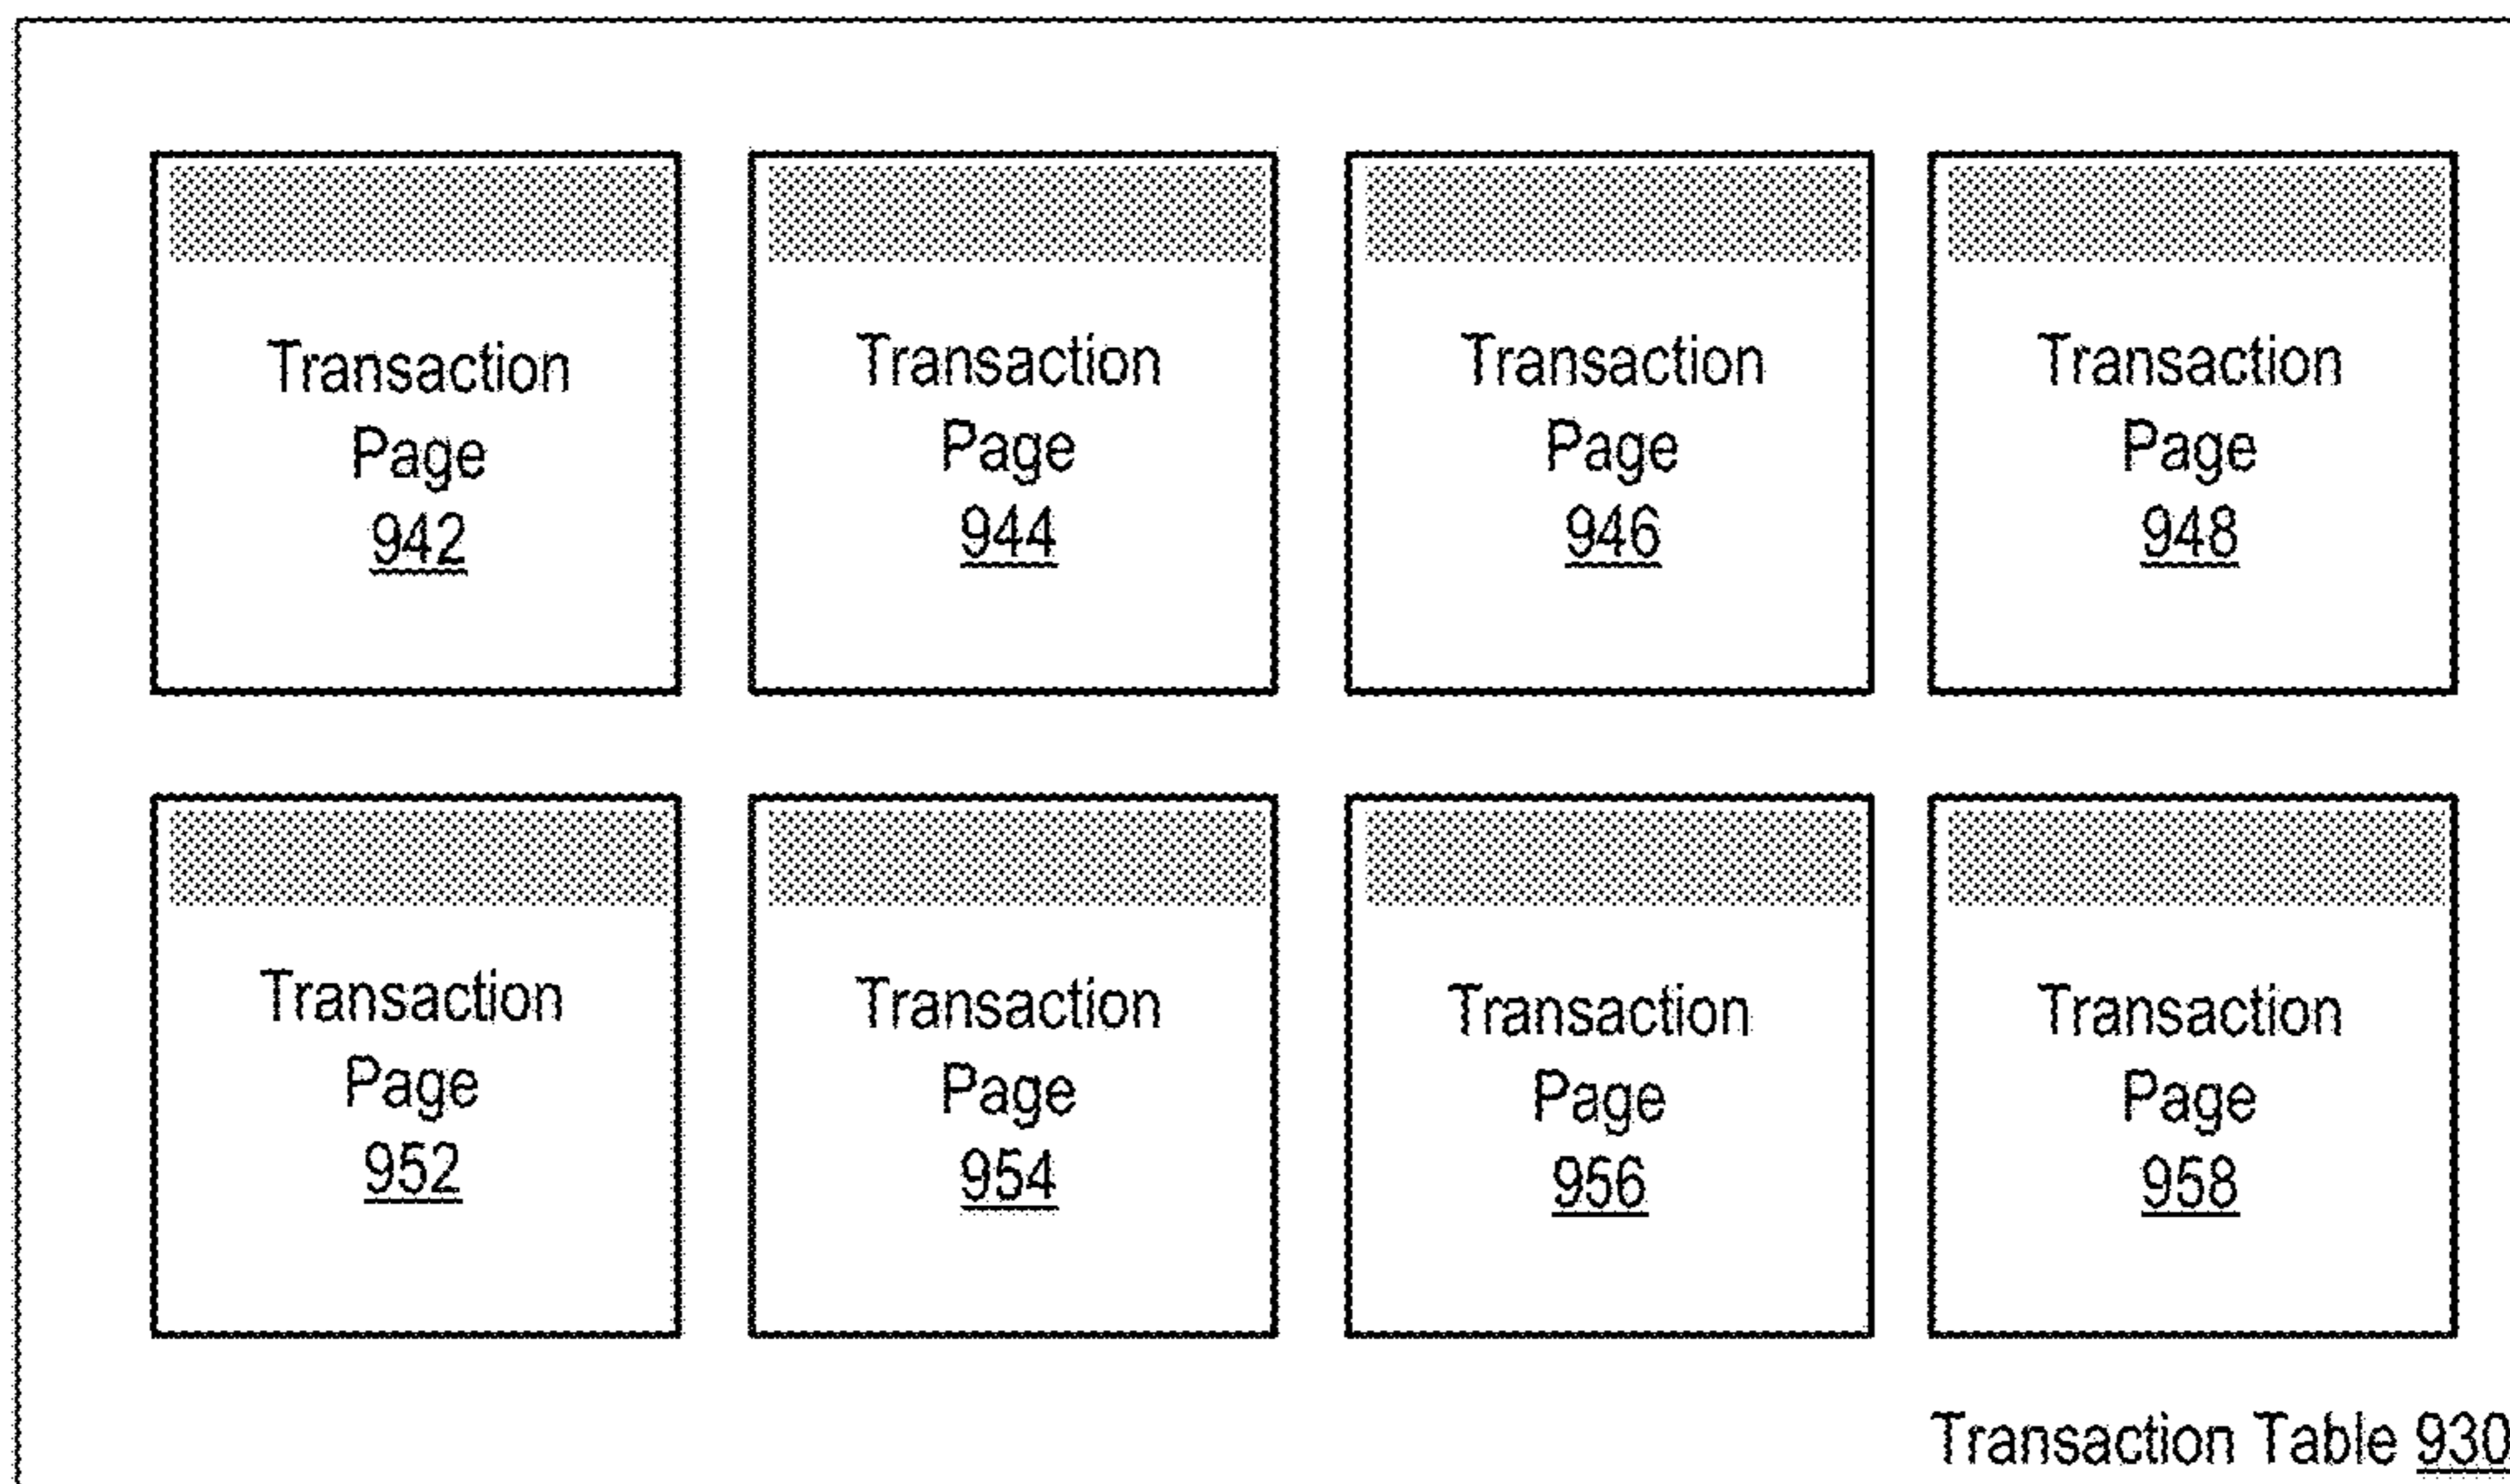 Transaction
Page
942
Transaction
Page
944
Transaction
Page
946
Transaction
Page
948
Transaction
Page
952
Transaction
Page
954
Transaction
Page
956
Transaction
Page
958
Transaction Table 930